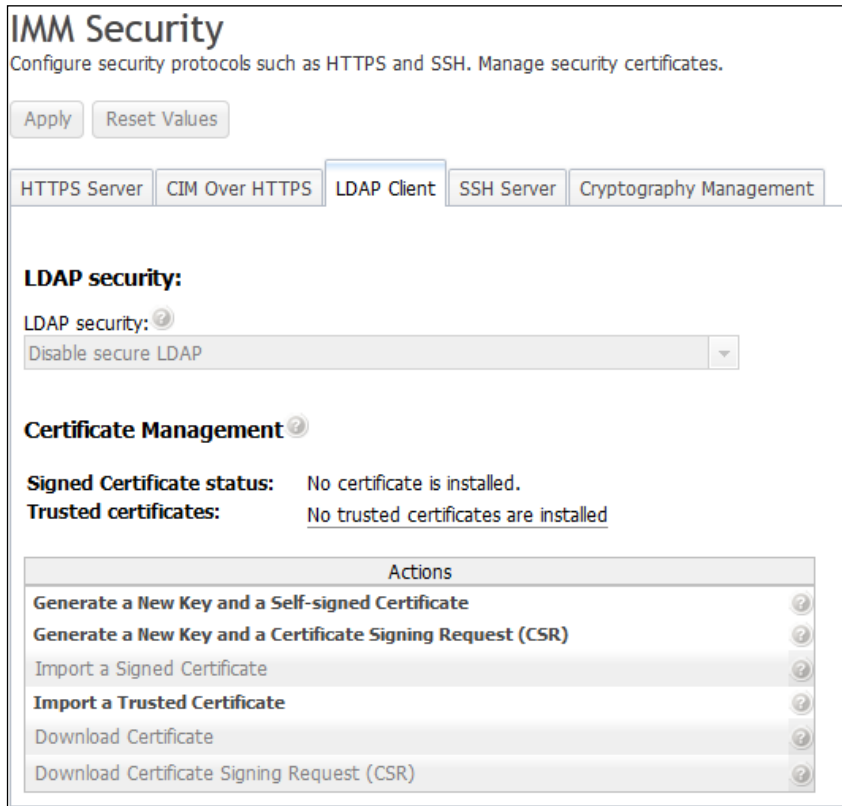 IMM Security
Configure security protocols such as HTTPS and SSH. Manage security certificates.
Apply Reset Values
HTTPS Server CIM Over HTTPS LDAP Client SSH Server Cryptography Management
LDAP security:
LDAP security: ?
Disable secure LDAP
Certificate Management ?
Signed Certificate status: No certificate is installed.
Trusted certificates: No trusted certificates are installed
Actions
Generate a New Key and a Self-signed Certificate ?
Generate a New Key and a Certificate Signing Request (CSR) ?
Import a Signed Certificate ?
Import a Trusted Certificate ?
Download Certificate ?
Download Certificate Signing Request (CSR) ?